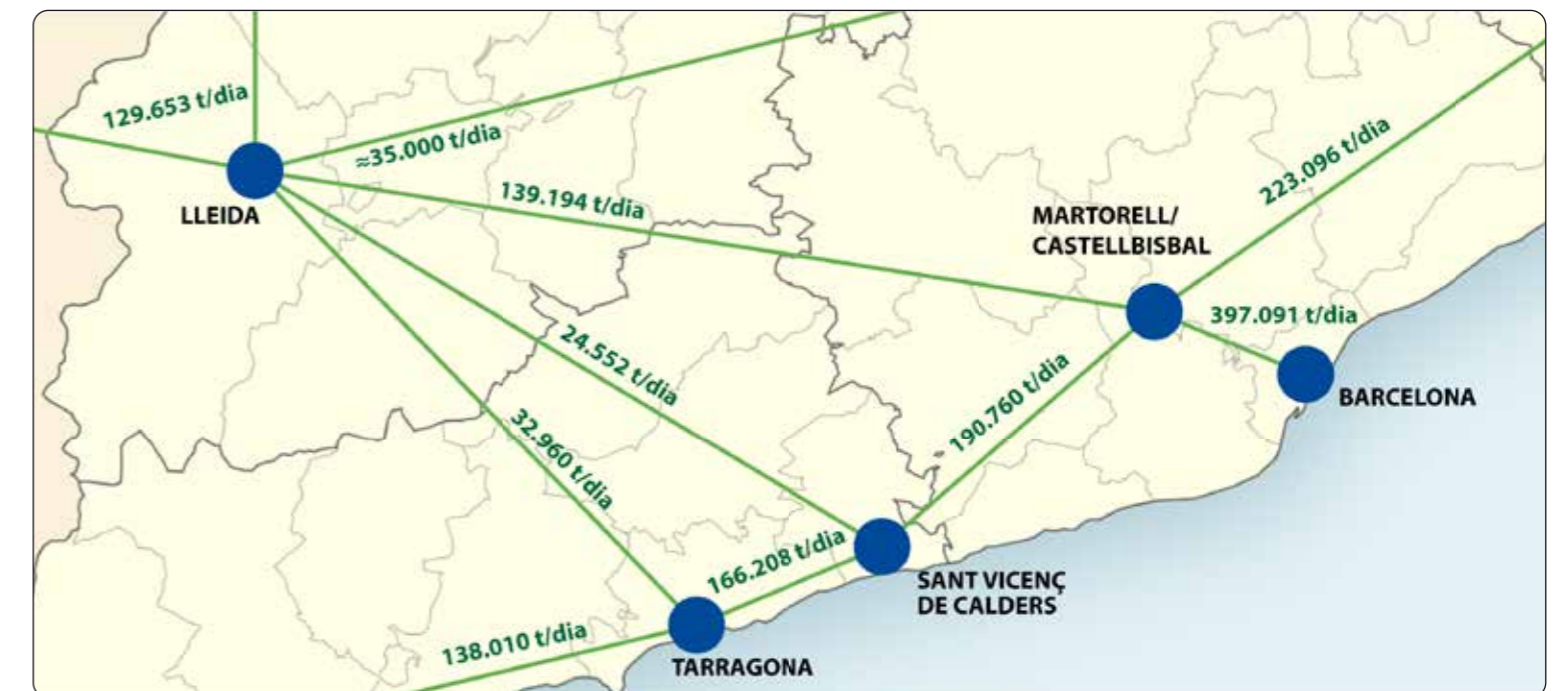 129.653 t/dia
≈35.000 t/dia
LLEIDA
139.194 t/dia
223.096 t/dia
MARTORELL/
CASTELLBISBAL
397.091 t/dia
BARCELONA
24.552 t/dia
190.760 t/dia
32.960 t/dia
166.208 t/dia
SANT VICENÇ
DE CALDERS
138.010 t/dia
TARRAGONA